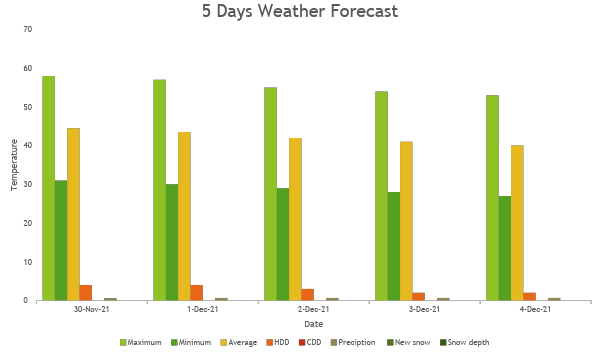 5 Days Weather Forecast
70
60
50
40
30
20
10
0
Temperature
30-Nov-21 1-Dec-21 2-Dec-21 3-Dec-21 4-Dec-21
Date
Maximum Minimum Average HDD CDD Preciption New snow Snow depth